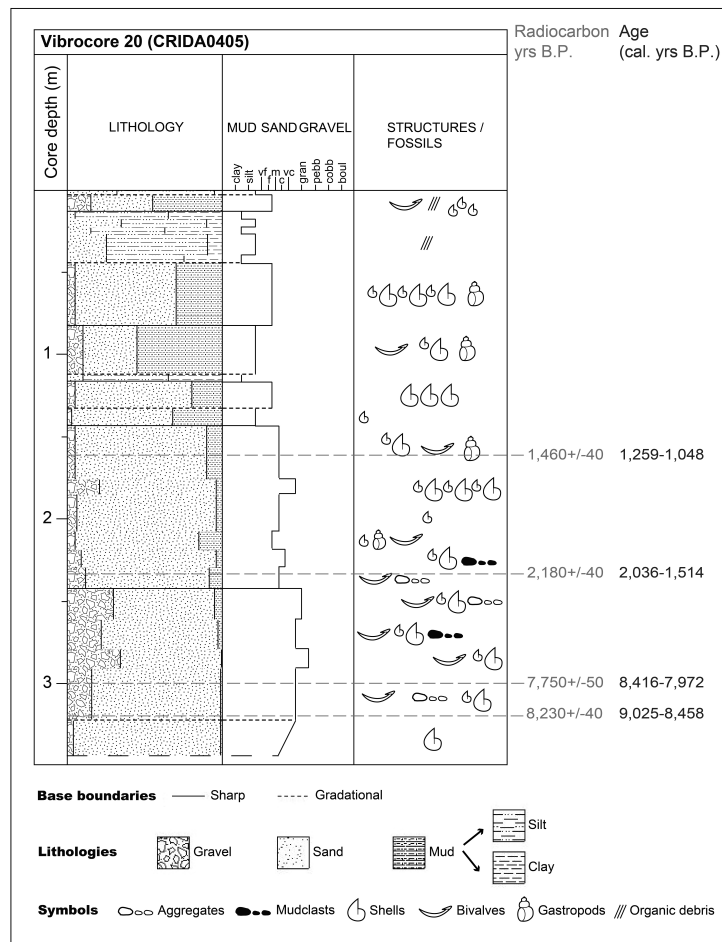 Radiocarbon yrs B.P.
Age (cal. yrs B.P.)
Vibrocore 20 (CRIDA0405)
Core depth (m)
LITHOLOGY
MUD SAND GRAVEL
STRUCTURES / FOSSILS
clay silt vf f m c vc gran pebb cobb boul
1
1,460+/-40 1,259-1,048
2
2,180+/-40 2,036-1,514
3
7,750+/-50 8,416-7,972
8,230+/-40 9,025-8,458
Base boundaries Sharp Gradational
Lithologies Gravel Sand Mud Silt Clay
Symbols Aggregates Mudclasts Shells Bivalves Gastropods Organic debris